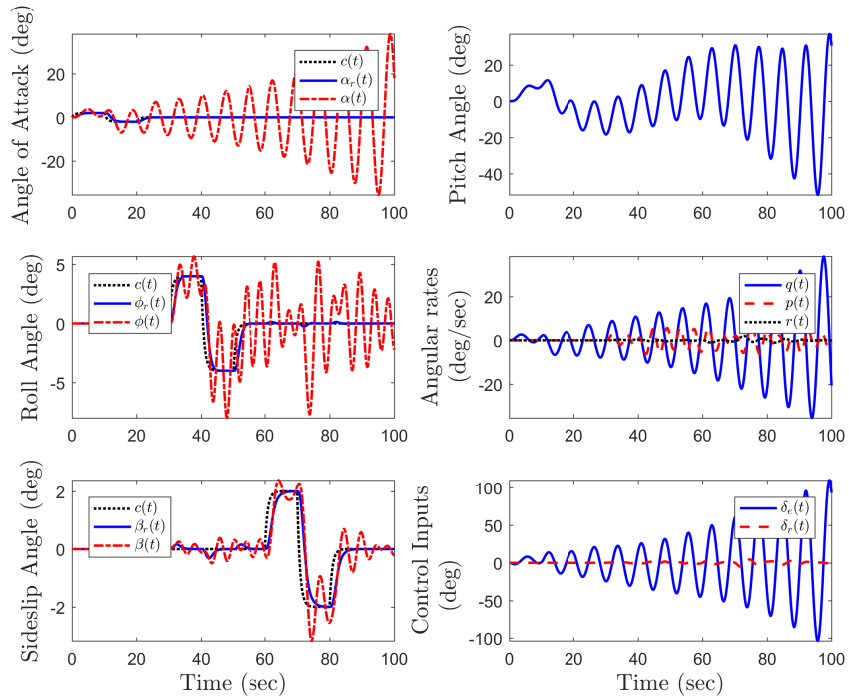 Angle of Attack (deg)
20
0
-20
0 20 40 60 80 100
c(t)
αr(t)
α(t)
Pitch Angle (deg)
20
0
-20
-40
0 20 40 60 80 100
Roll Angle (deg)
5
0
-5
0 20 40 60 80 100
c(t)
ϕr(t)
ϕ(t)
Angular rates
(deg/sec)
20
0
-20
0 20 40 60 80 100
q(t)
p(t)
r(t)
Sideslip Angle (deg)
2
0
-2
0 20 40 60 80 100
Time (sec)
c(t)
βr(t)
β(t)
Control Inputs
(deg)
100
50
0
-50
-100
0 20 40 60 80 100
Time (sec)
δe(t)
δr(t)